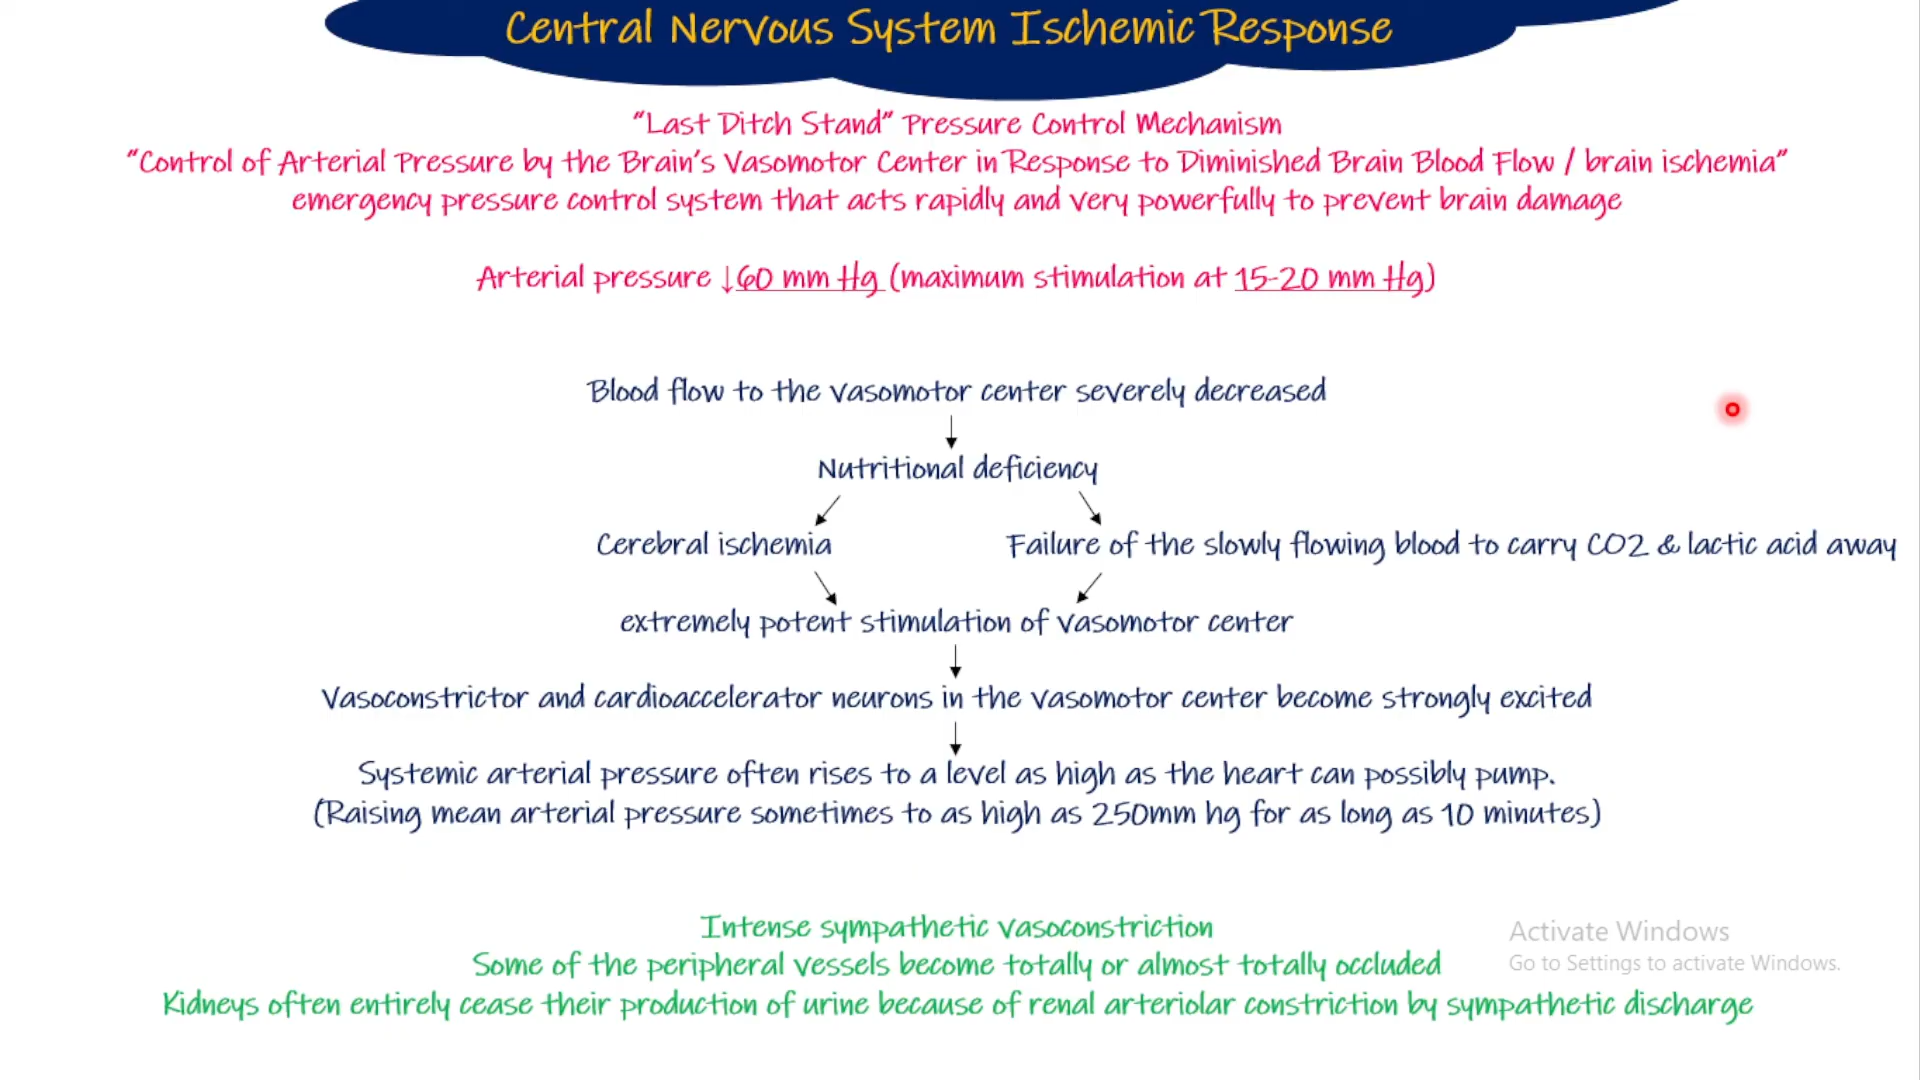 Central Nervous System Ischemic Response
"Last Ditch Stand" Pressure Control Mechanism
"Control of Arterial Pressure by the Brain's Vasomotor Center in Response to Diminished Brain Blood Flow / brain ischemia"
emergency pressure control system that acts rapidly and very powerfully to prevent brain damage
Arterial pressure ↓60 mm Hg (maximum stimulation at 15-20 mm Hg)
Blood flow to the vasomotor center severely decreased
Nutritional deficiency
Cerebral ischemia
Failure of the slowly flowing blood to carry CO2 & lactic acid away
extremely potent stimulation of vasomotor center
Vasoconstrictor and cardioaccelerator neurons in the vasomotor center become strongly excited
Systemic arterial pressure often rises to a level as high as the heart can possibly pump.
(Raising mean arterial pressure sometimes to as high as 250mm hg for as long as 10 minutes)
Intense sympathetic vasoconstriction
Some of the peripheral vessels become totally or almost totally occluded
Kidneys often entirely cease their production of urine because of renal arteriolar constriction by sympathetic discharge
Activate Windows
Go to Settings to activate Windows.